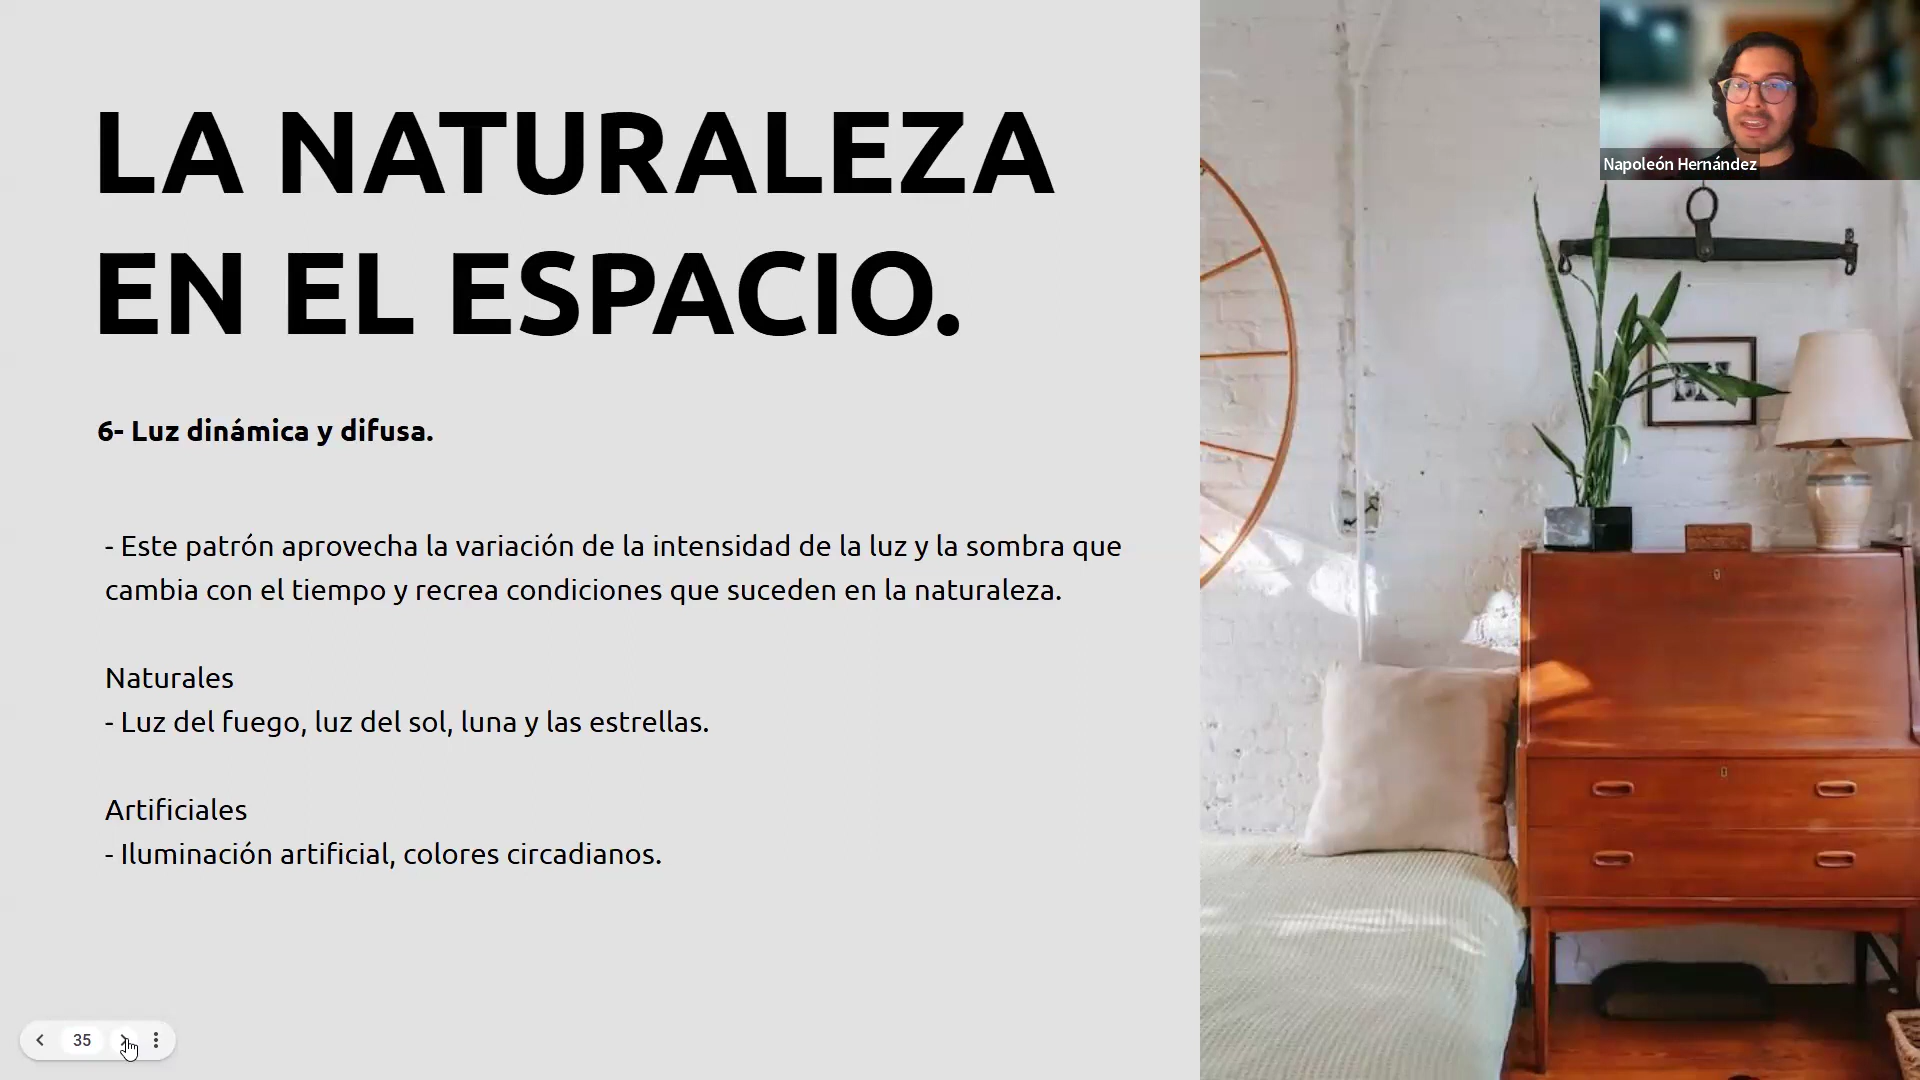 LA NATURALEZA
EN EL ESPACIO.
6- Luz dinámica y difusa.
- Este patrón aprovecha la variación de la intensidad de la luz y la sombra que
cambia con el tiempo y recrea condiciones que suceden en la naturaleza.
Naturales
- Luz del fuego, luz del sol, luna y las estrellas.
Artificiales
- Iluminación artificial, colores circadianos.
Napoleón Hernández
35